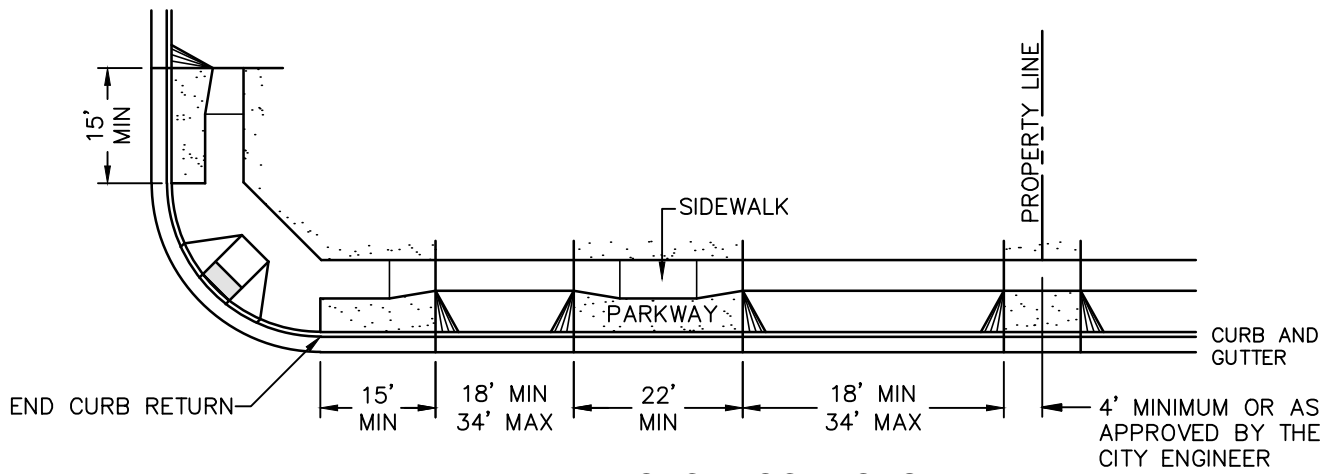 15'
MIN
PROPERTY LINE
SIDEWALK
PARKWAY
CURB AND
GUTTER
END CURB RETURN
15'
MIN
18' MIN
34' MAX
22'
MIN
18' MIN
34' MAX
4' MINIMUM OR AS
APPROVED BY THE
CITY ENGINEER